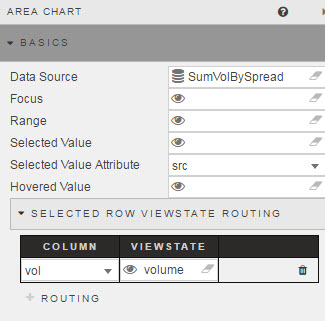 AREA CHART ?
BASICS
Data Source SumVolBySpread
Focus
Range
Selected Value
Selected Value Attribute src
Hovered Value
SELECTED ROW VIEWSTATE ROUTING
COLUMN VIEWSTATE
vol volume
+ ROUTING